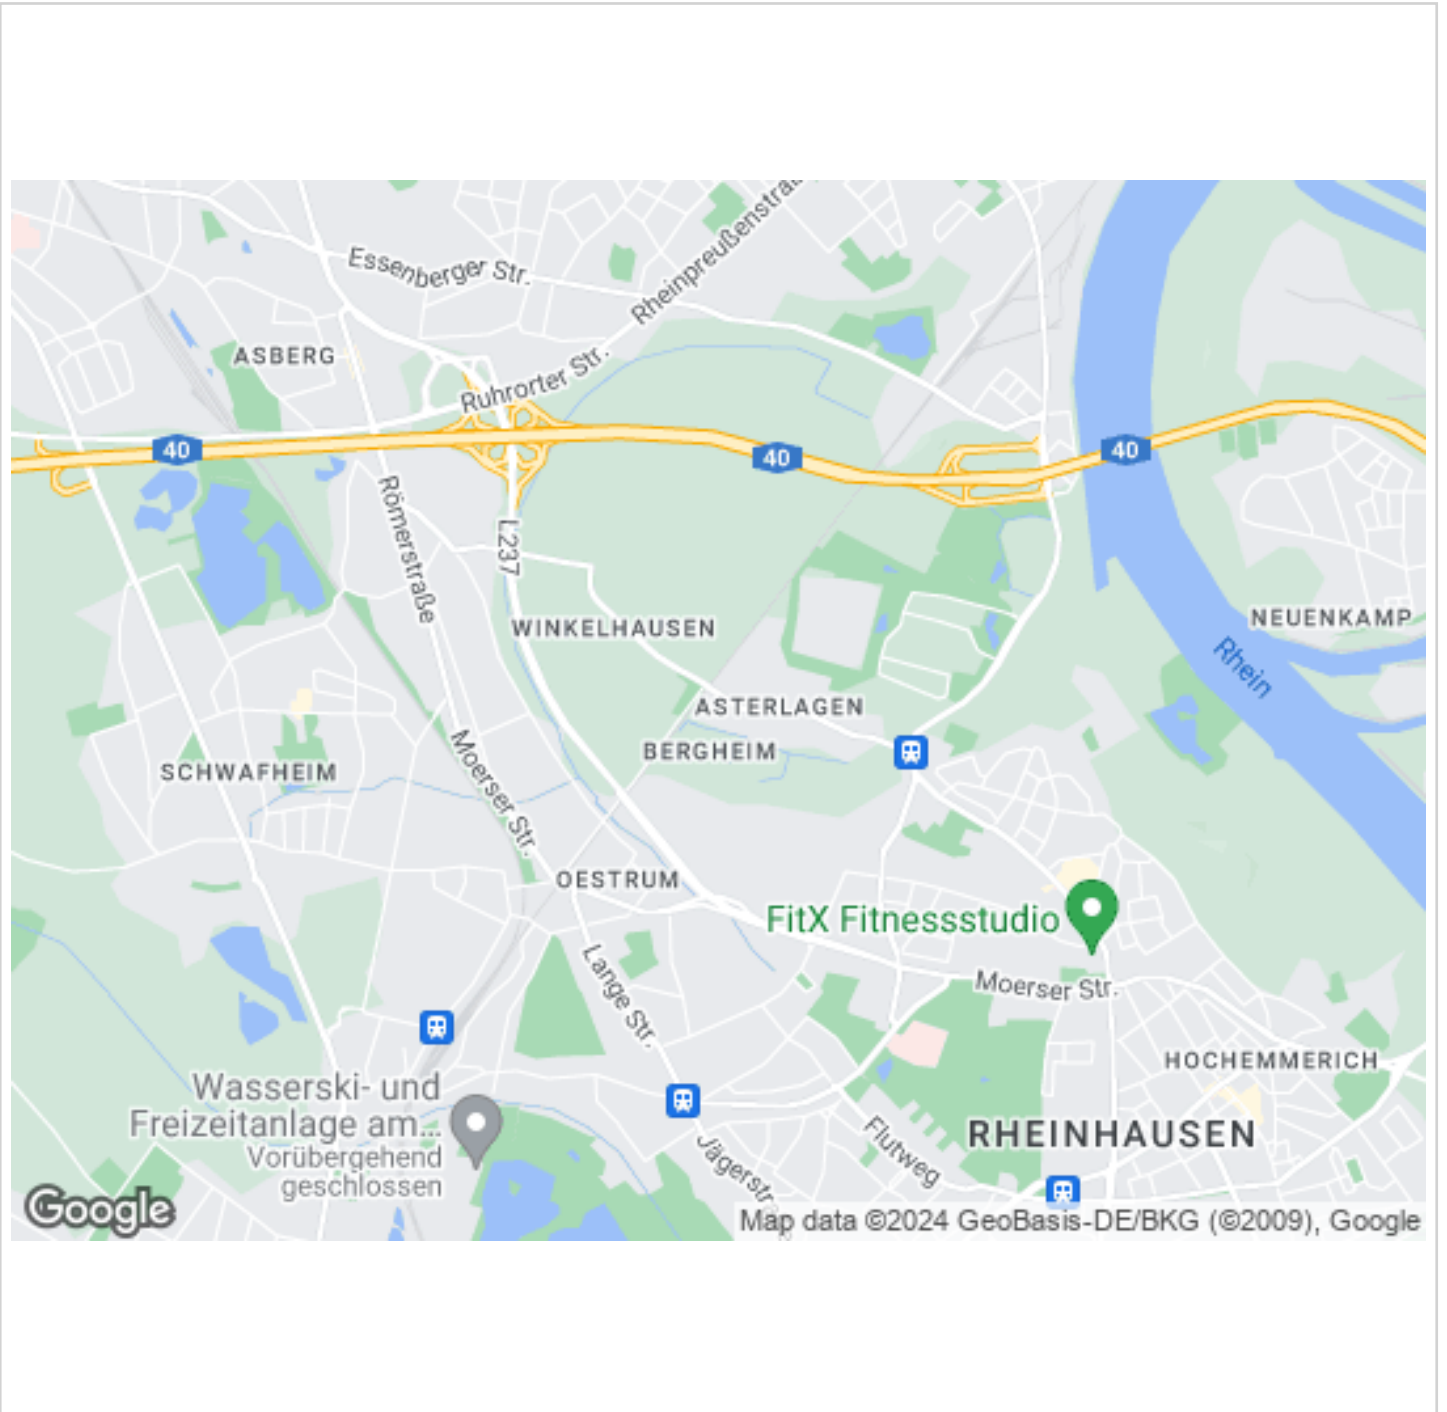 Essenberger Str.
Rheinpreußenstraß
ASBERG
Ruhrorter Str.
40
40
40
Römerstraße
L237
WINKELHAUSEN
NEUENKAMP
Rhein
ASTERLAGEN
BERGHEIM
SCHWAFHEIM
Moerser Str.
OESTRUM
FitX Fitnessstudio
Lange Str.
Moerser Str.
HOCHEMMERICH
Wasserski- und
Freizeitanlage am...
Vorübergehend
geschlossen
RHEINHAUSEN
Flutweg
Jägerstr
Google
Map data ©2024 GeoBasis-DE/BKG (©2009), Google